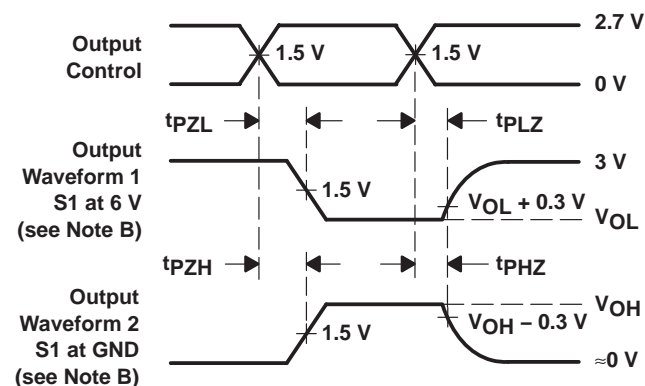 2.7 V
Output
Control
1.5 V
1.5 V
0 V
tPZL
tPLZ
Output
Waveform 1
S1 at 6 V
(see Note B)
3 V
1.5 V
VOL + 0.3 V
VOL
tPZH
tPHZ
Output
Waveform 2
S1 at GND
(see Note B)
VOH
1.5 V
VOH − 0.3 V
≈0 V